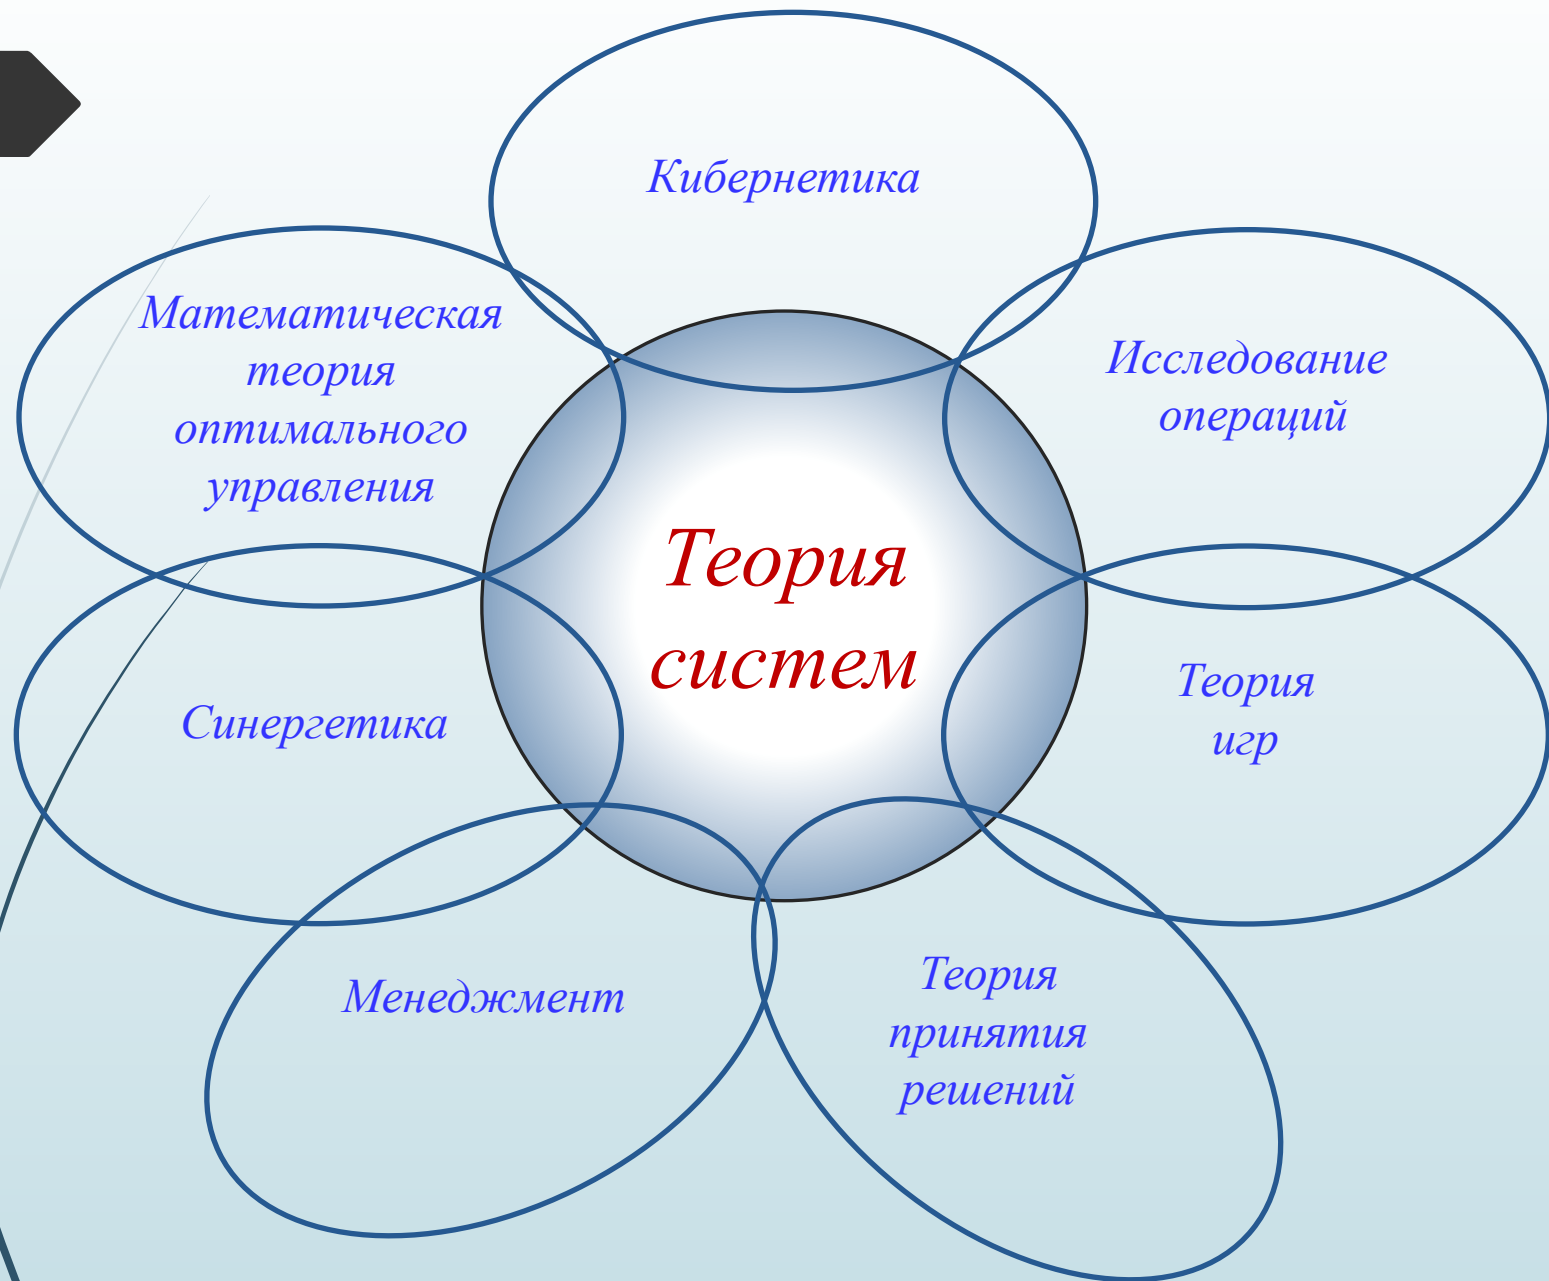 Кибернетика
Математическая
теория
оптимального
управления
Исследование
операций
Теория
систем
Синергетика
Теория
игр
Менеджмент
Теория
принятия
решений